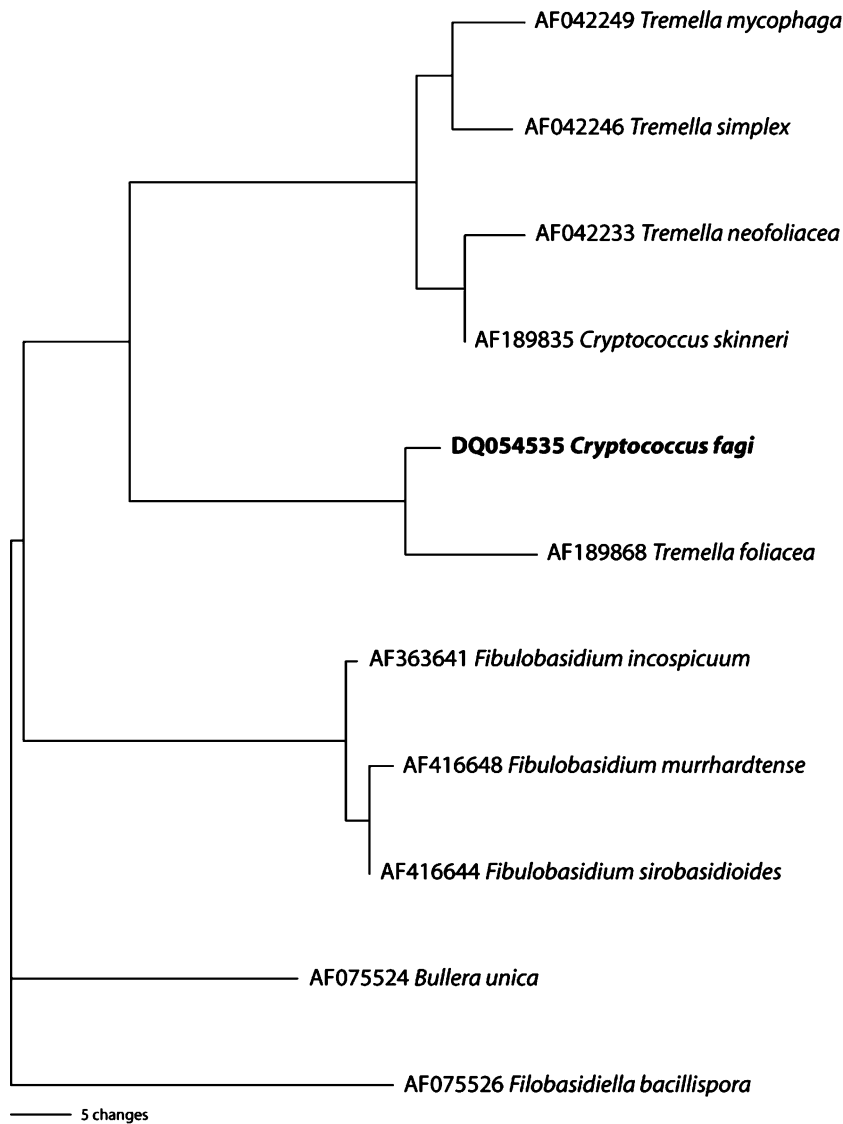 AF042249 Tremella mycophaga
AF042246 Tremella simplex
AF042233 Tremella neofoliacea
AF189835 Cryptococcus skinneri
DQ054535 Cryptococcus fagi
AF189868 Tremella foliacea
AF363641 Fibulobasidium incospicuum
AF416648 Fibulobasidium murrhardtense
AF416644 Fibulobasidium sirobasidioides
AF075524 Bullera unica
AF075526 Filobasidiella bacillispora
5 changes